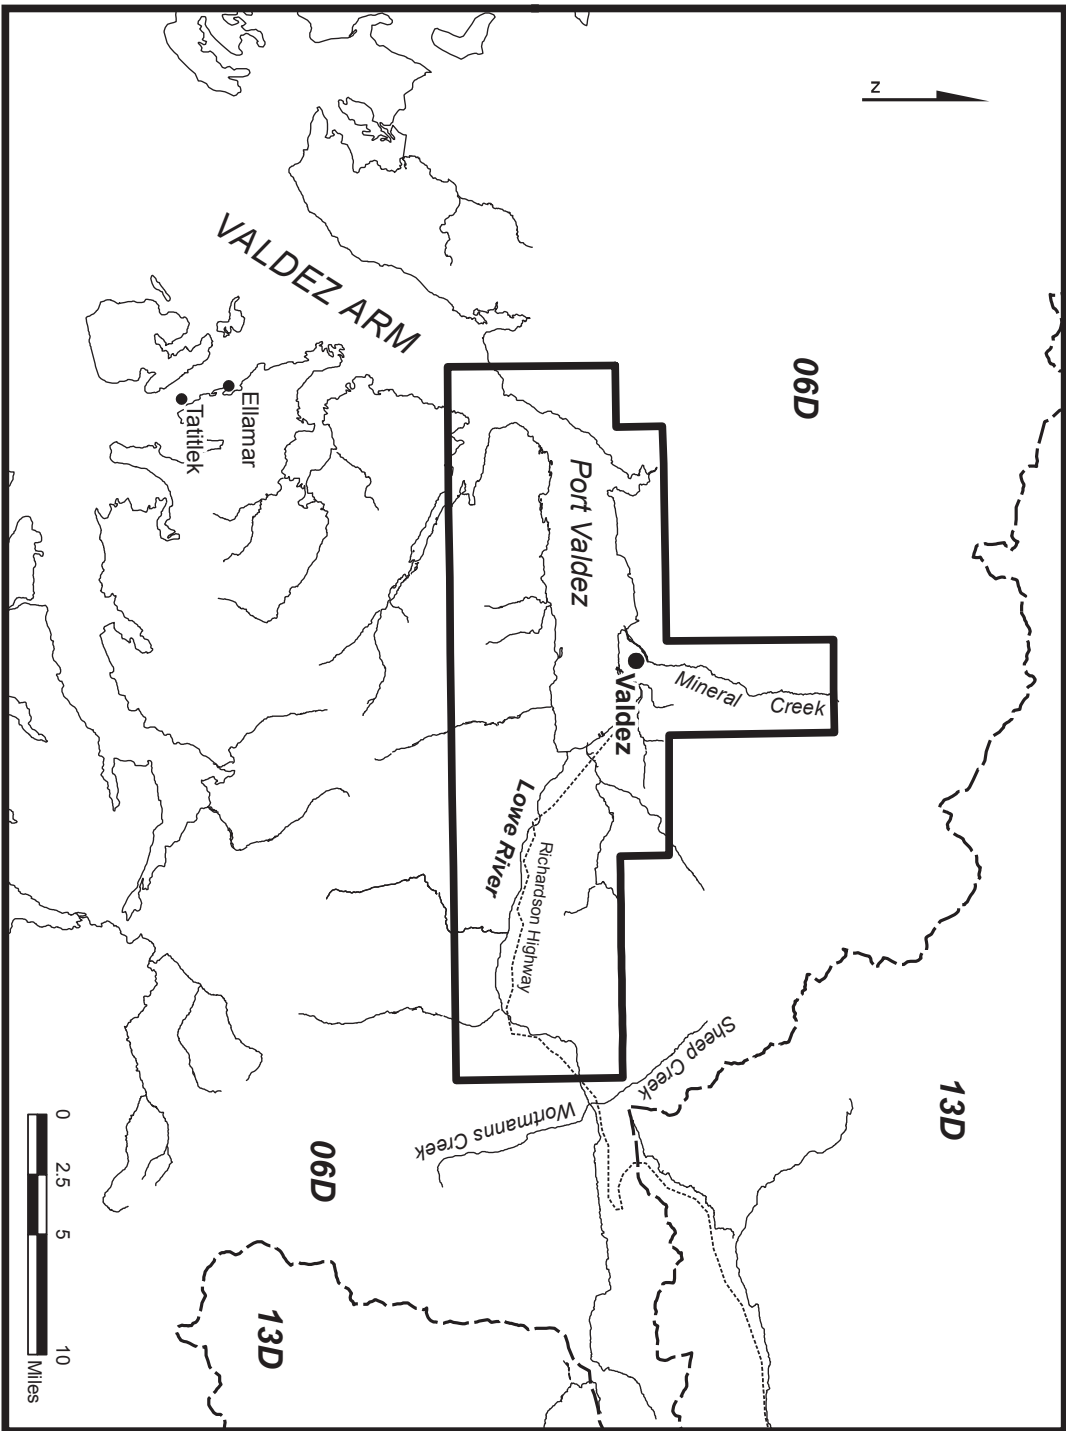 N
06D
VALDEZ ARM
Port Valdez
Ellamar
Tatitlek
Valdez
Mineral Creek
Lowe River
Richardson Highway
Sheep Creek
Wortmanns Creek
13D
06D
13D
0 2.5 5 10
Miles